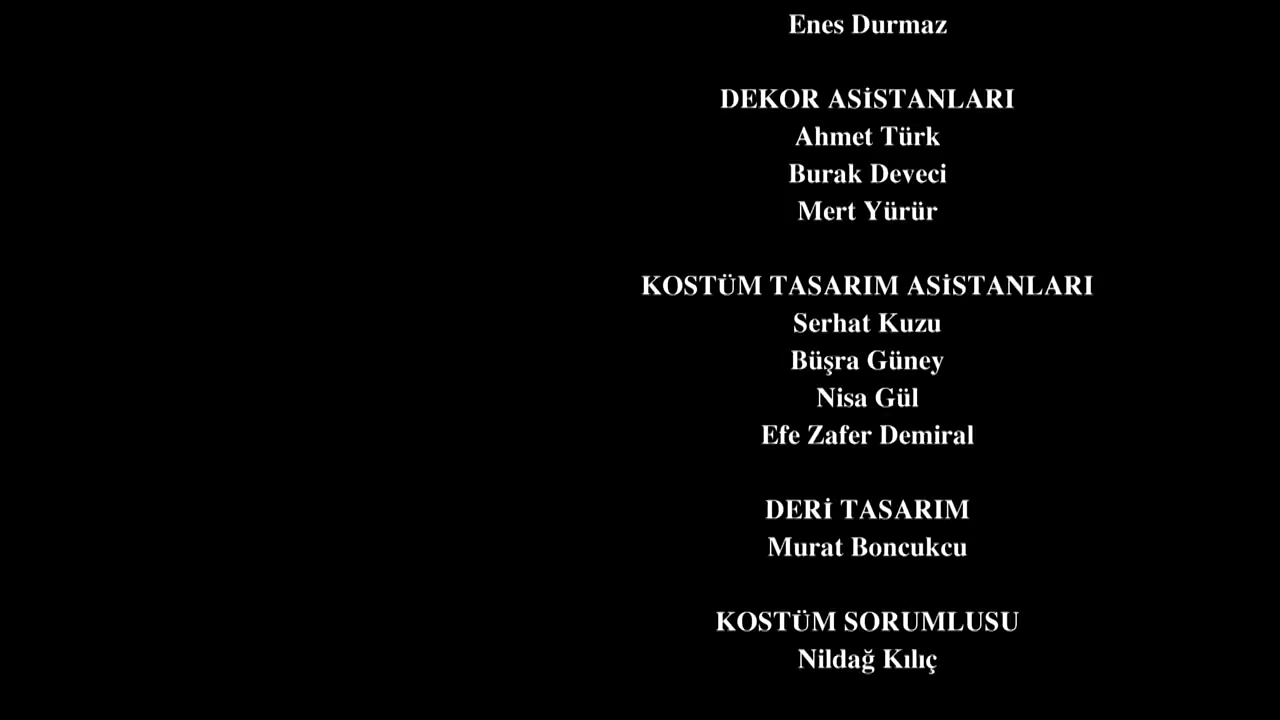 Enes Durmaz
DEKOR ASİSTANLARI
Ahmet Türk
Burak Deveci
Mert Yürür
KOSTÜM TASARIM ASİSTANLARI
Serhat Kuzu
Büşra Güney
Nisa Gül
Efe Zafer Demiral
DERİ TASARIM
Murat Boncukcu
KOSTÜM SORUMLUSU
Nildağ Kılıç